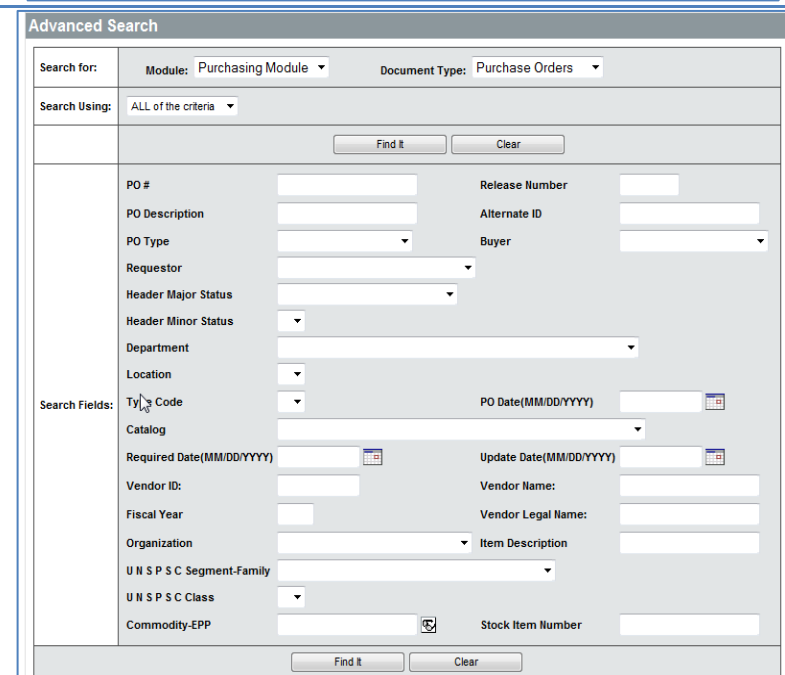 Advanced Search
Search for: Module: Purchasing Module Document Type: Purchase Orders
Search Using: ALL of the criteria
Find It Clear
PO # Release Number
PO Description Alternate ID
PO Type Buyer
Requestor
Header Major Status
Header Minor Status
Department
Location
Search Fields: Type Code PO Date(MM/DD/YYYY)
Catalog
Required Date(MM/DD/YYYY) Update Date(MM/DD/YYYY)
Vendor ID: Vendor Name:
Fiscal Year Vendor Legal Name:
Organization Item Description
U N S P S C Segment-Family
U N S P S C Class
Commodity-EPP Stock Item Number
Find It Clear